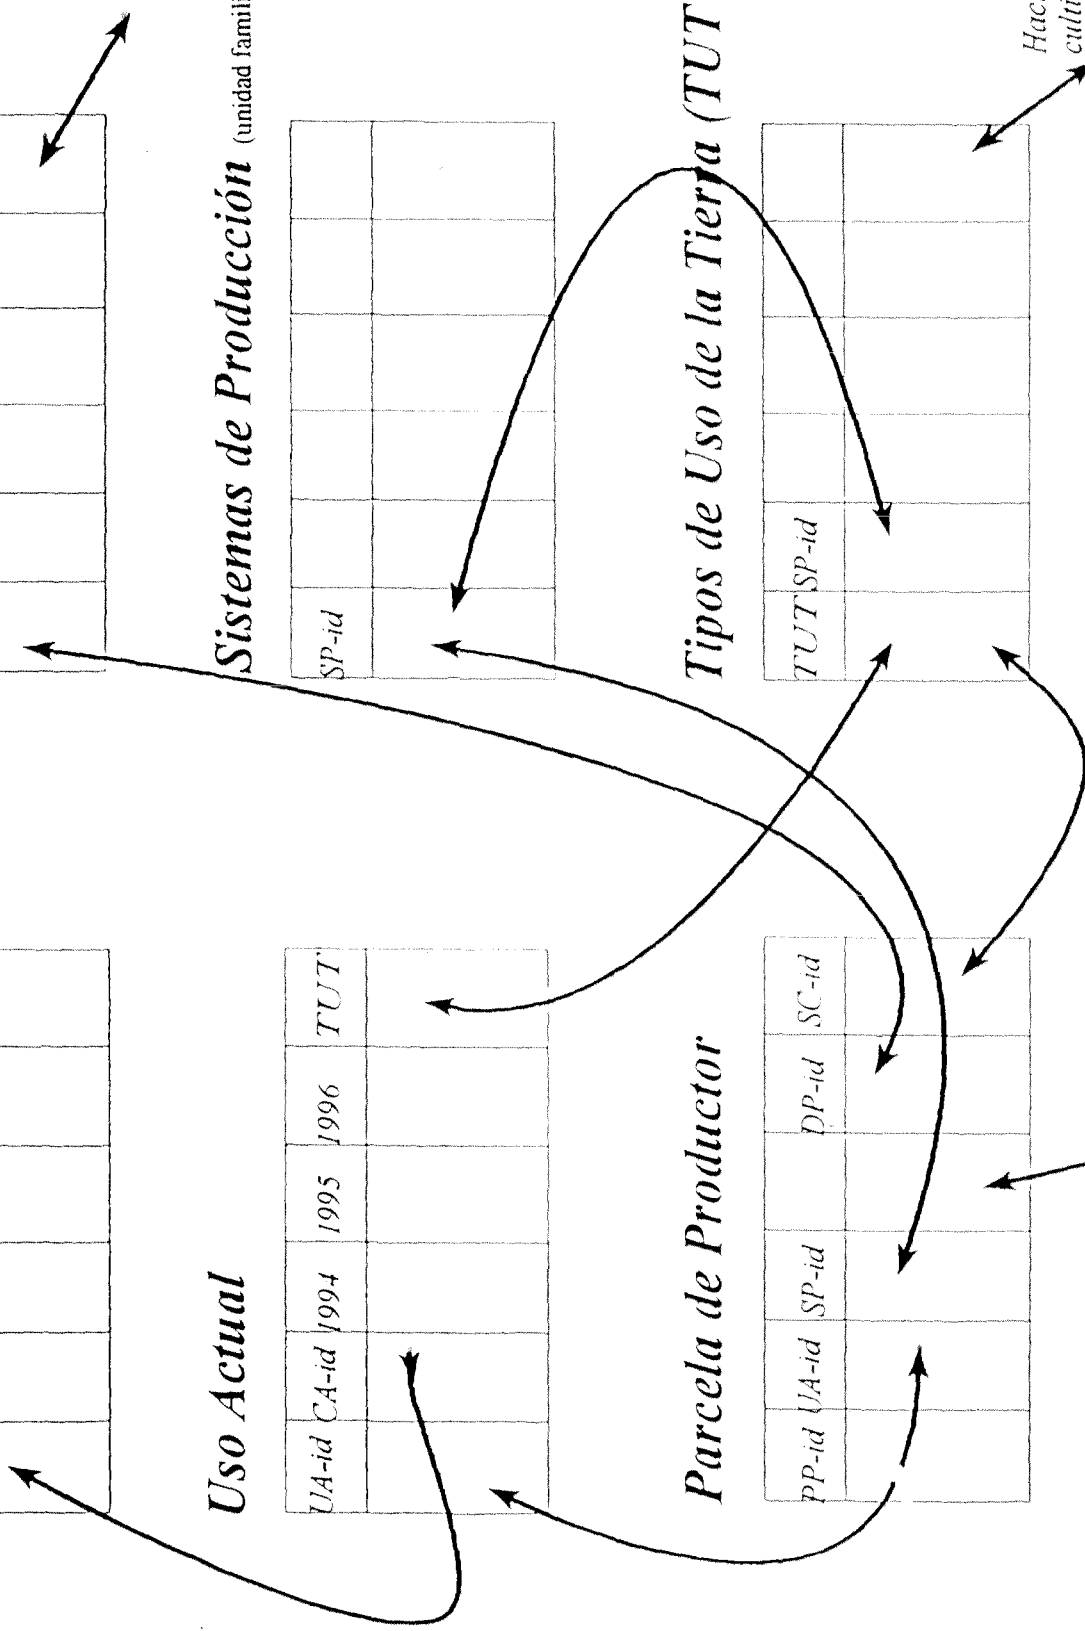 Uso Actual
UA-id CA-id 1994 1995 1996 TUT
Sistemas de Producción (unidad famili
SP-id
Parcela de Productor
PP-id UA-id SP-id DP-id SC-id
Tipos de Uso de la Tierra (TUT
TUT SP-id
Hac
culti